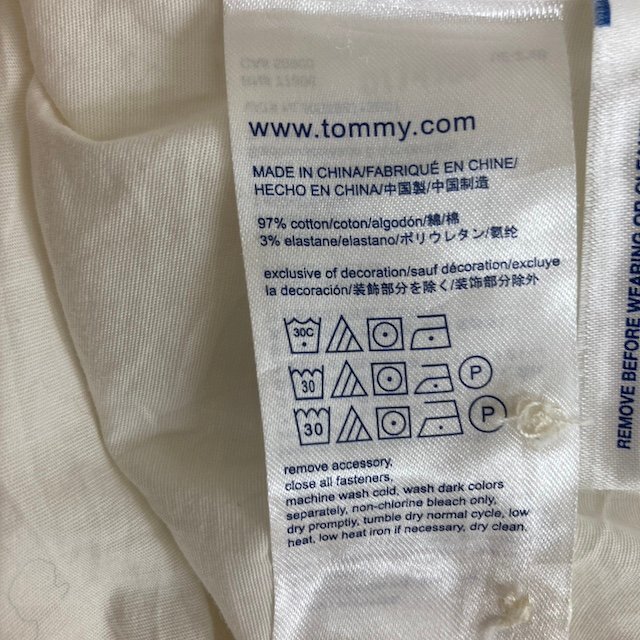 www.tommy.com
MADE IN CHINA/FABRIQUÉ EN CHINE/
HECHO EN CHINA/中国製/中国制造
97% cotton/coton/algodón/綿/棉
3% elastane/elastano/ポリウレタン/氨纶
exclusive of decoration/sauf décoration/excluye
la decoración/装飾部分を除く/装饰部分除外
30C
30 P
30 P
remove accessory,
close all fasteners,
machine wash cold, wash dark colors
separately, non-chlorine bleach only,
dry promptly, tumble dry normal cycle, low
heat, low heat iron if necessary, dry clean.
REMOVE BEFORE WEARING OR